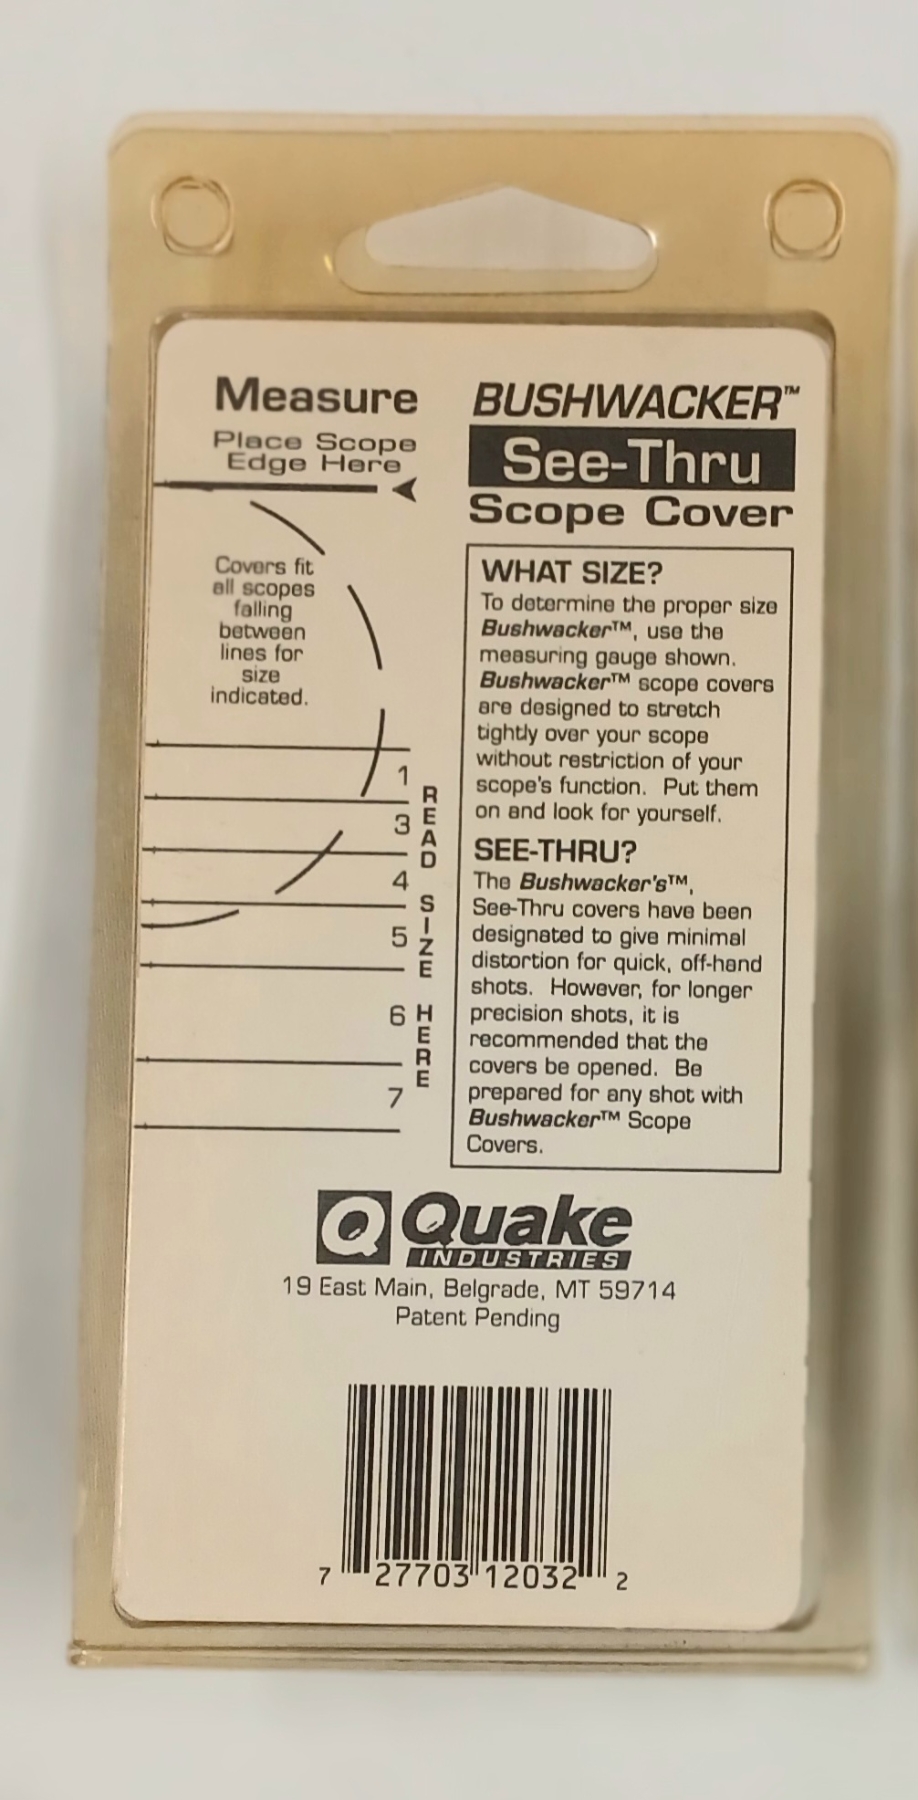 Measure
Place Scope
Edge Here
Covers fit
all scopes
falling
between
lines for
size
indicated.
1
3
4
5
6
7
READ SIZE HERE
BUSHWACKER™
See-Thru
Scope Cover
WHAT SIZE?
To determine the proper size
Bushwacker™, use the
measuring gauge shown.
Bushwacker™ scope covers
are designed to stretch
tightly over your scope
without restriction of your
scope's function. Put them
on and look for yourself.
SEE-THRU?
The Bushwacker's™,
See-Thru covers have been
designated to give minimal
distortion for quick, off-hand
shots. However, for longer
precision shots, it is
recommended that the
covers be opened. Be
prepared for any shot with
Bushwacker™ Scope
Covers.
Q Quake
INDUSTRIES
19 East Main, Belgrade, MT 59714
Patent Pending
7 27703 12032 2